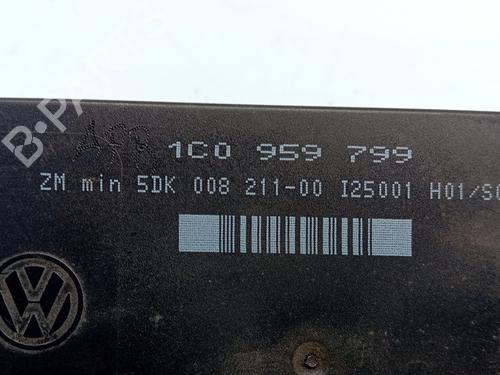 1C0 959 799
ZM min 5DK 008 211-00 I25001 H01/S0
B-PARTS